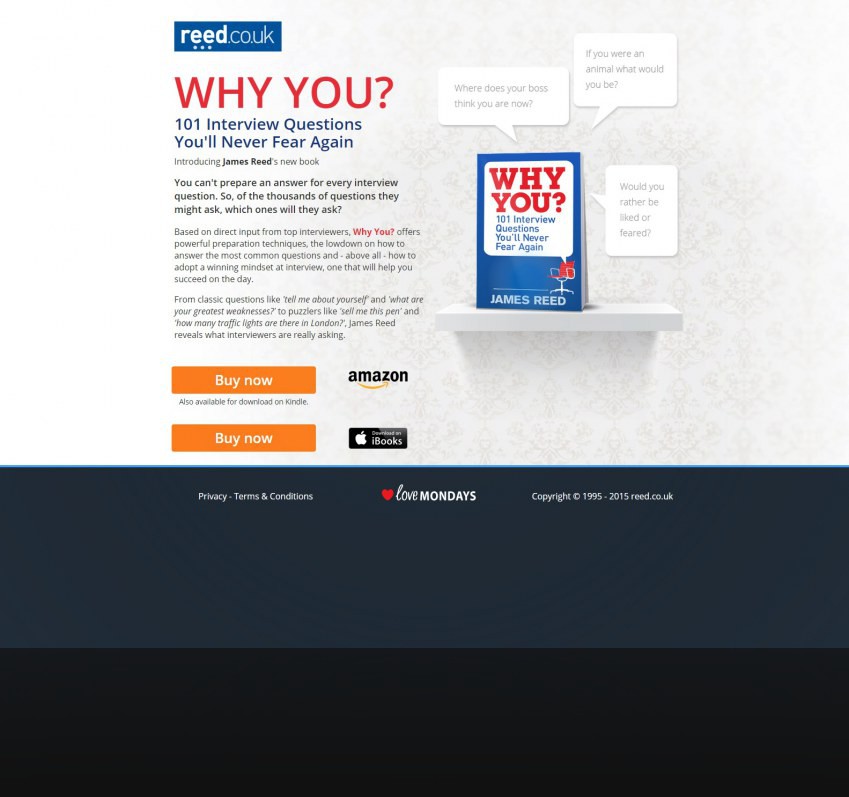 reed.co.uk
WHY YOU?
101 Interview Questions
You'll Never Fear Again
Introducing James Reed's new book
You can't prepare an answer for every interview
question. So, of the thousands of questions they
might ask, which ones will they ask?
Based on direct input from top interviewers, Why You? offers
powerful preparation techniques, the lowdown on how to
answer the most common questions and - above all - how to
adopt a winning mindset at interview, one that will help you
succeed on the day.
From classic questions like 'tell me about yourself' and 'what are
your greatest weaknesses?' to puzzlers like 'sell me this pen' and
'how many traffic lights are there in London?', James Reed
reveals what interviewers are really asking.
Buy now
amazon
Also available for download on Kindle.
Buy now
Download on
iBooks
Where does your boss
think you are now?
If you were an
animal what would
you be?
Would you
rather be
liked or
feared?
WHY
YOU?
101 Interview
Questions
You'll Never
Fear Again
JAMES REED
Privacy - Terms & Conditions
love MONDAYS
Copyright © 1995 - 2015 reed.co.uk